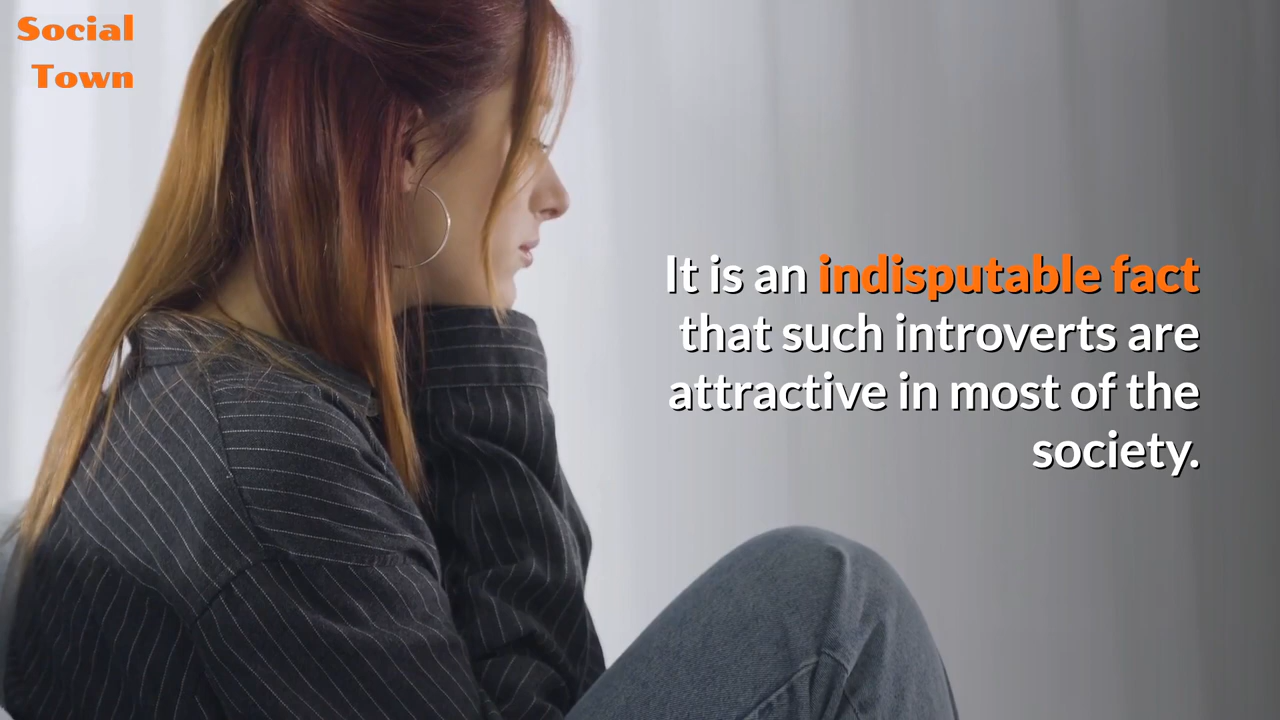 Social
Town
It is an indisputable fact
that such introverts are
attractive in most of the
society.